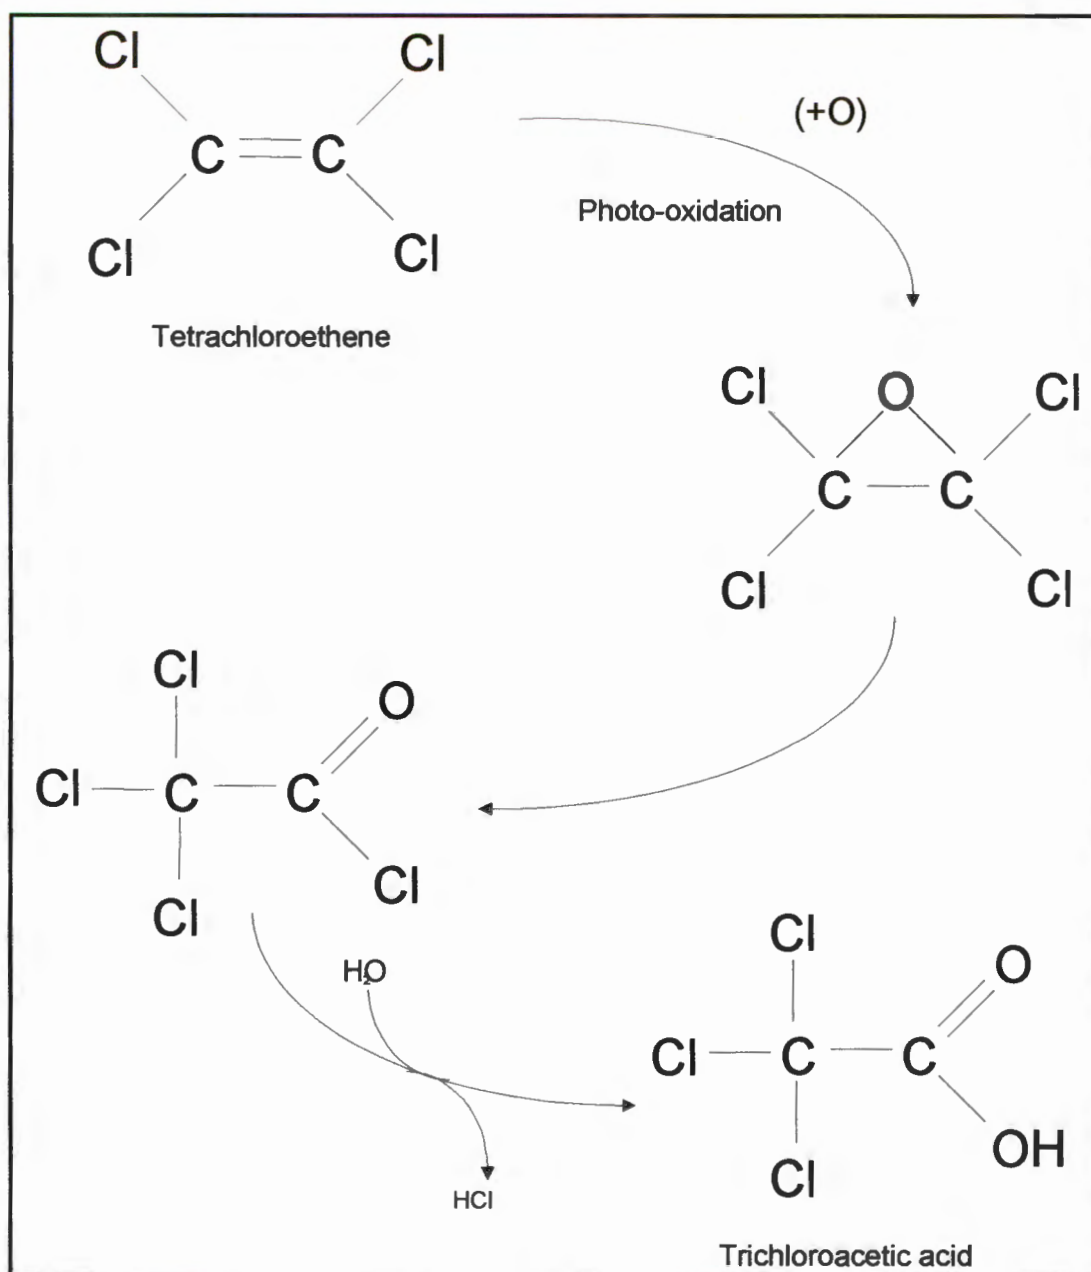 Cl Cl
(+O)
C C
Photo-oxidation
Cl Cl
Tetrachloroethene
Cl O Cl
C C
Cl Cl
Cl
O
Cl C C
Cl
Cl
H₂O
HCl
Cl
O
Cl C C
OH
Cl
Trichloroacetic acid